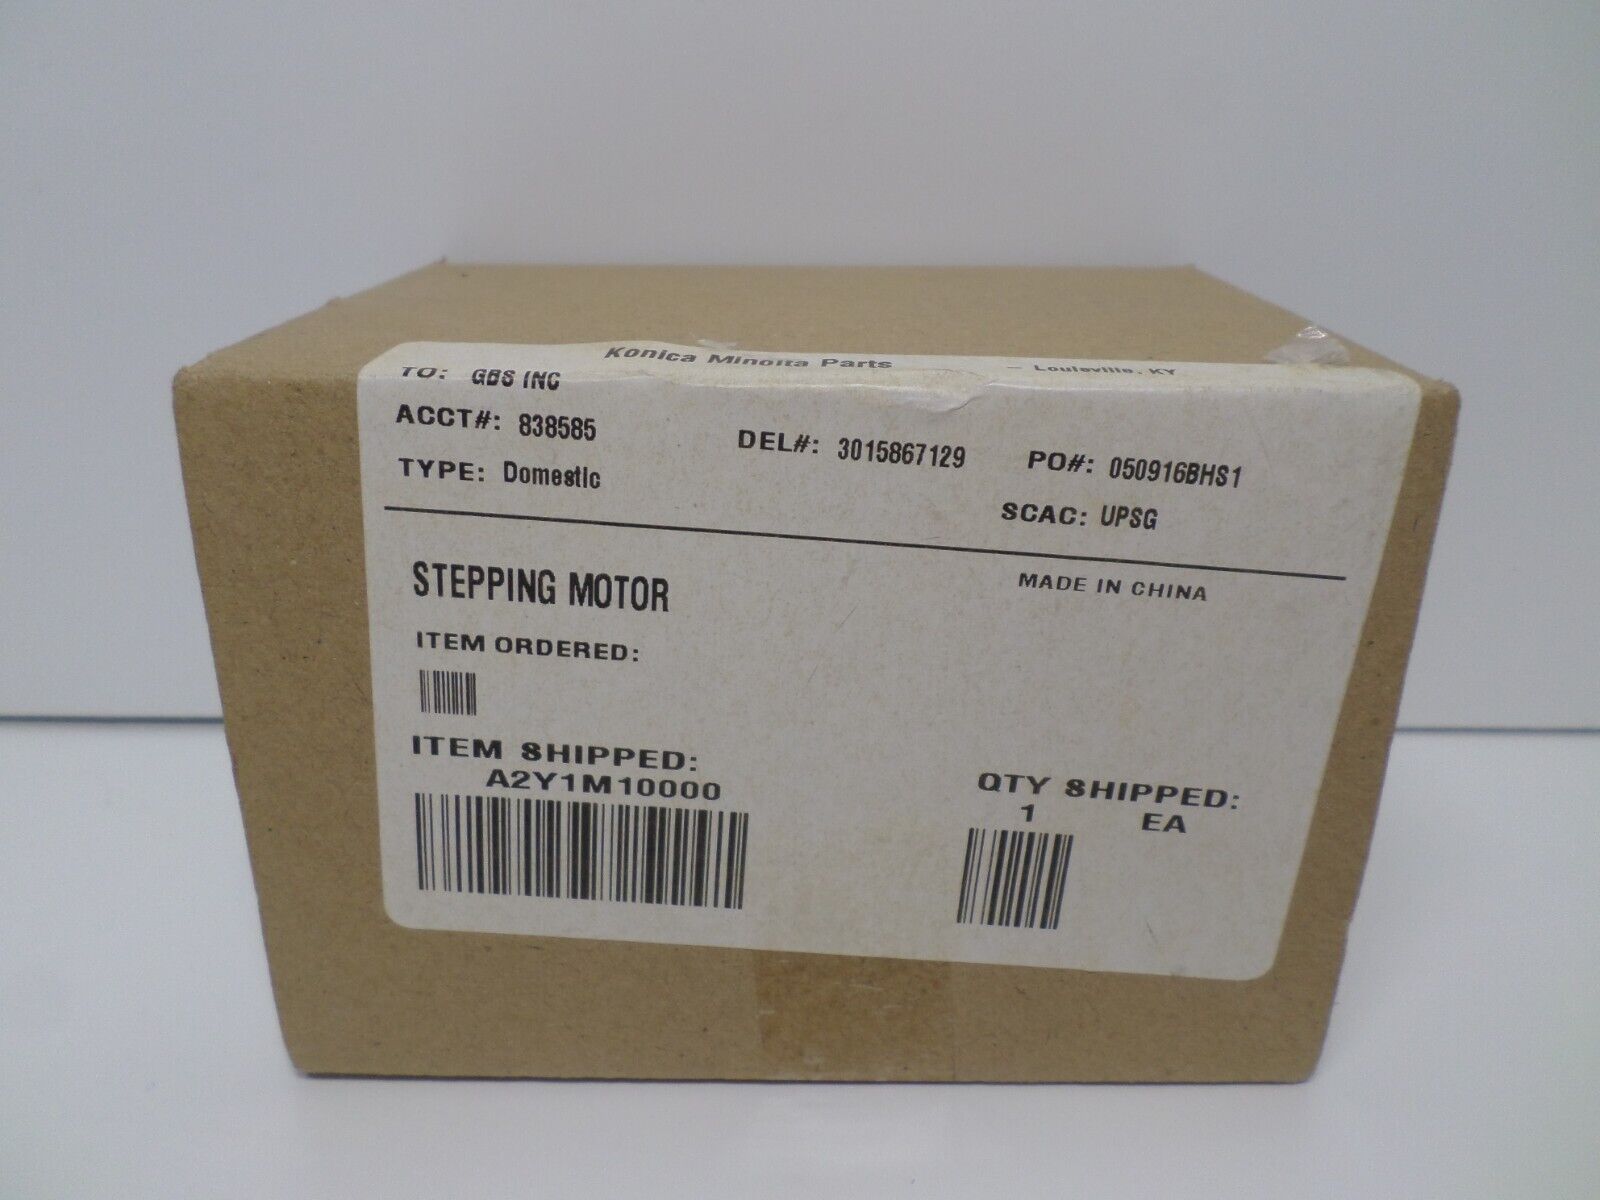 Konica Minolta Parts – Louisville, KY
TO: GBS INC
ACCT#: 838585 DEL#: 3015867129 PO#: 050916BHS1
TYPE: Domestic SCAC: UPSG
STEPPING MOTOR MADE IN CHINA
ITEM ORDERED:
ITEM SHIPPED: QTY SHIPPED:
A2Y1M10000 1 EA